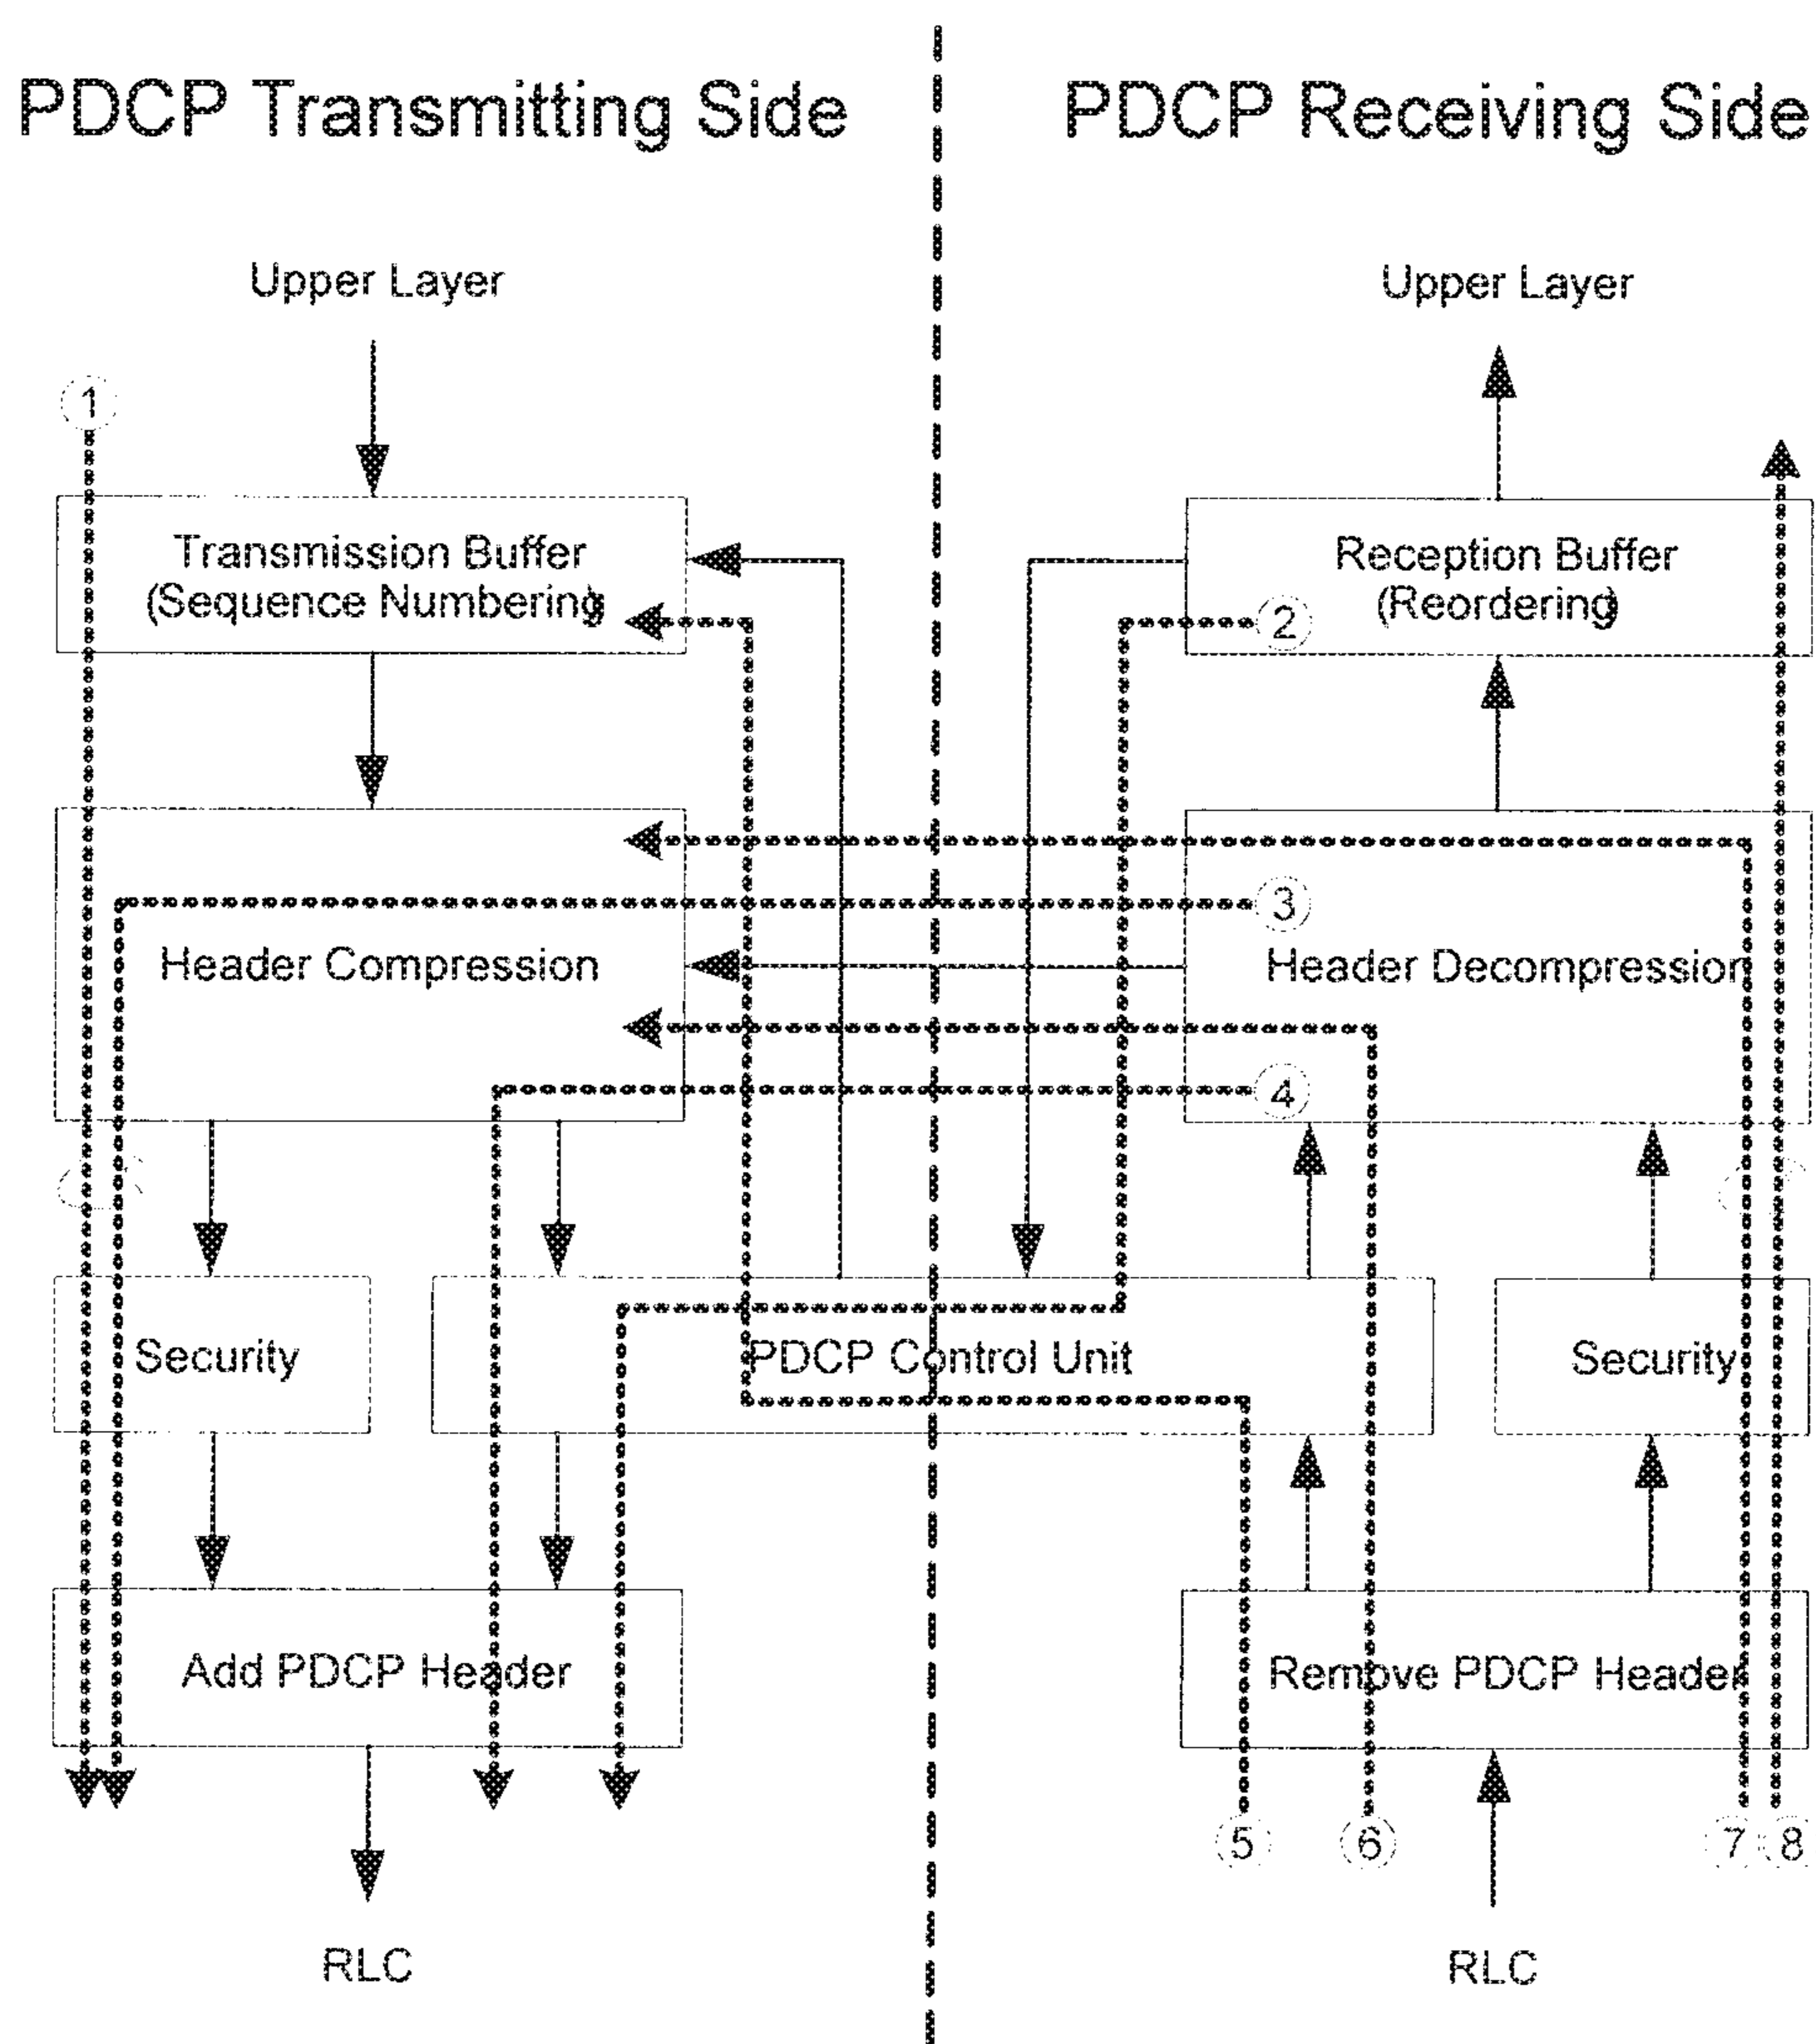 PDCP Transmitting Side
PDCP Receiving Side
Upper Layer
Upper Layer
1
Transmission Buffer
(Sequence Numbering)
Reception Buffer
(Reordering)
2
3
Header Compression
Header Decompression
4
Security
PDCP Control Unit
Security
Add PDCP Header
Remove PDCP Header
5
6
7
8
RLC
RLC